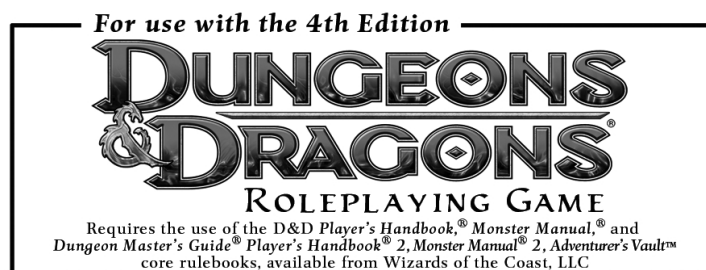 For use with the 4th Edition
DUNGEONS
& DRAGONS®
ROLEPLAYING GAME
Requires the use of the D&D Player's Handbook,® Monster Manual,® and
Dungeon Master's Guide® Player's Handbook® 2, Monster Manual® 2, Adventurer's Vault™
core rulebooks, available from Wizards of the Coast, LLC